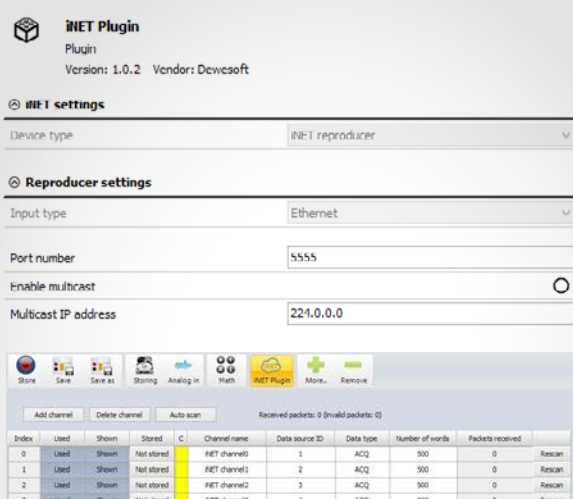 iNET Plugin
Plugin
Version: 1.0.2 Vendor: Dewesoft
iNET settings
Device type iNET reproducer
Reproducer settings
Input type Ethernet
Port number 5555
Enable multicast
Multicast IP address 224.0.0.0
Store Save Save as Storing Analog in Math iNET Plugin More... Remove
Add channel Delete channel Auto scan Received packets: 0 (invalid packets: 0)
Index Used Shown Stored C Channel name Data source ID Data type Number of words Packets received
0 Used Shown Not stored iNET channel0 1 ACQ 500 0 Rescan
1 Used Shown Not stored iNET channel1 2 ACQ 500 0 Rescan
2 Used Shown Not stored iNET channel2 3 ACQ 500 0 Rescan